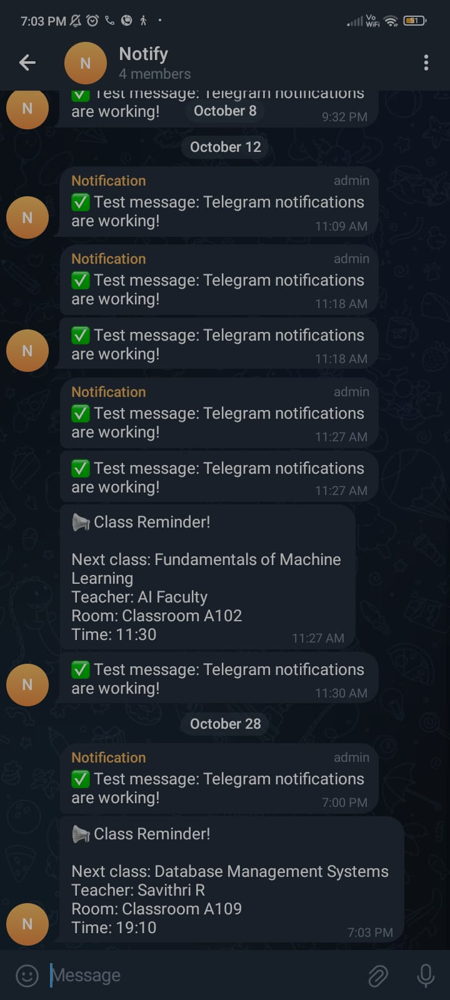 7:03 PM
Vo
WiFi
51
N
Notify
4 members
N
✅ Test message: Telegram notifications
are working!
9:32 PM
October 8
October 12
Notification
admin
✅ Test message: Telegram notifications
are working!
11:09 AM
N
Notification
admin
✅ Test message: Telegram notifications
are working!
11:18 AM
✅ Test message: Telegram notifications
are working!
11:18 AM
N
Notification
admin
✅ Test message: Telegram notifications
are working!
11:27 AM
✅ Test message: Telegram notifications
are working!
11:27 AM
📢 Class Reminder!
Next class: Fundamentals of Machine
Learning
Teacher: AI Faculty
Room: Classroom A102
Time: 11:30
11:27 AM
✅ Test message: Telegram notifications
are working!
11:30 AM
N
October 28
Notification
admin
✅ Test message: Telegram notifications
are working!
7:00 PM
📢 Class Reminder!
Next class: Database Management Systems
Teacher: Savithri R
Room: Classroom A109
Time: 19:10
7:03 PM
N
Message